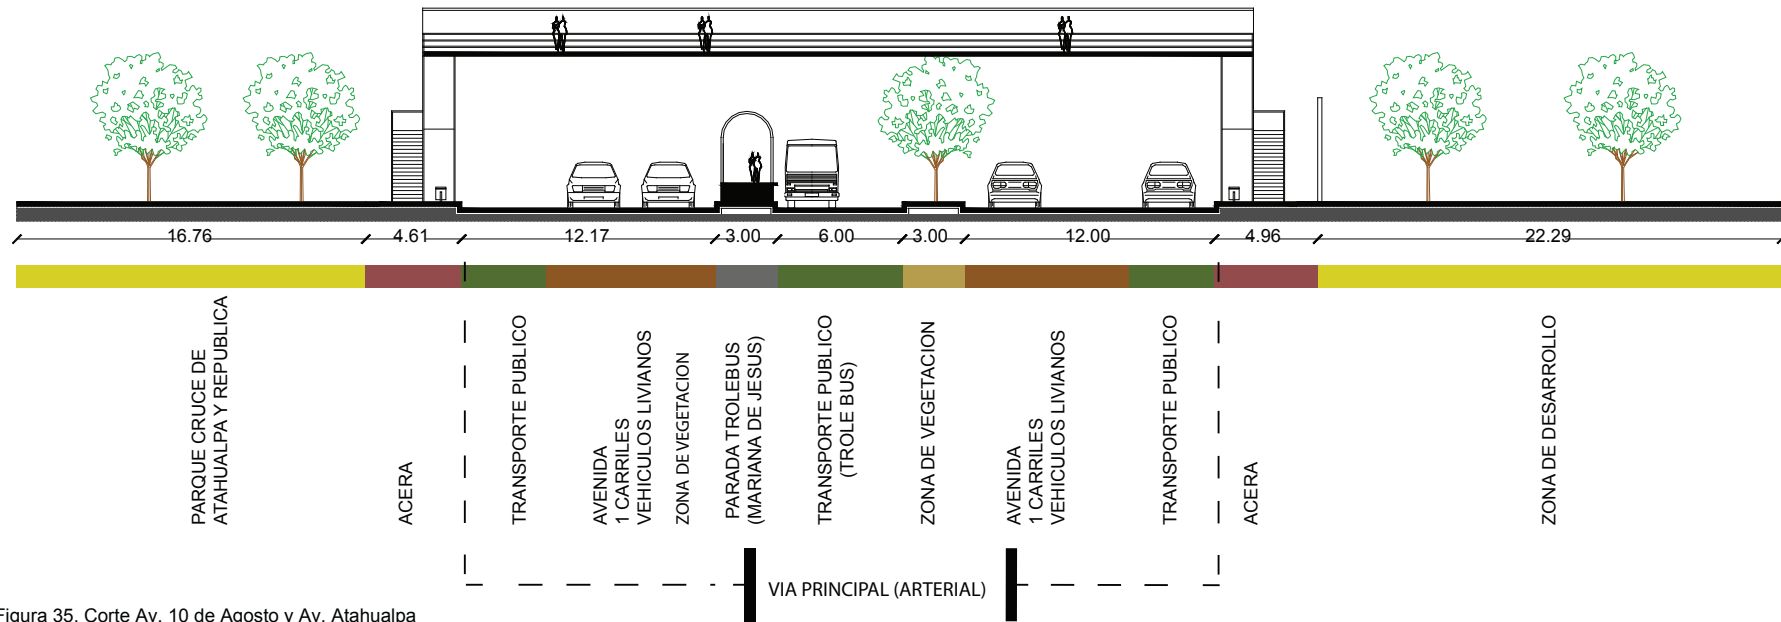 16.76
4.61
12.17
3.00
6.00
3.00
12.00
4.96
22.29
PARQUE CRUCE DE
ATAHUALPA Y REPUBLICA
ACERA
TRANSPORTE PUBLICO
AVENIDA
1 CARRILES
VEHICULOS LIVIANOS
ZONA DE VEGETACION
PARADA TROLEBUS
(MARIANA DE JESUS)
TRANSPORTE PUBLICO
(TROLE BUS)
ZONA DE VEGETACION
AVENIDA
1 CARRILES
VEHICULOS LIVIANOS
TRANSPORTE PUBLICO
ACERA
ZONA DE DESARROLLO
VIA PRINCIPAL (ARTERIAL)
Figura 35. Corte Av. 10 de Agosto y Av. Atahualpa